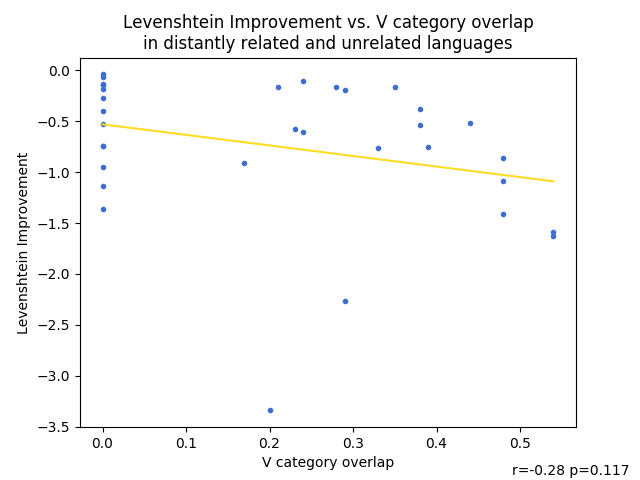 Levenshtein Improvement vs. V category overlap
in distantly related and unrelated languages
0.0
−0.5
−1.0
−1.5
−2.0
−2.5
−3.0
−3.5
Levenshtein Improvement
0.0 0.1 0.2 0.3 0.4 0.5
V category overlap
r=-0.28 p=0.117